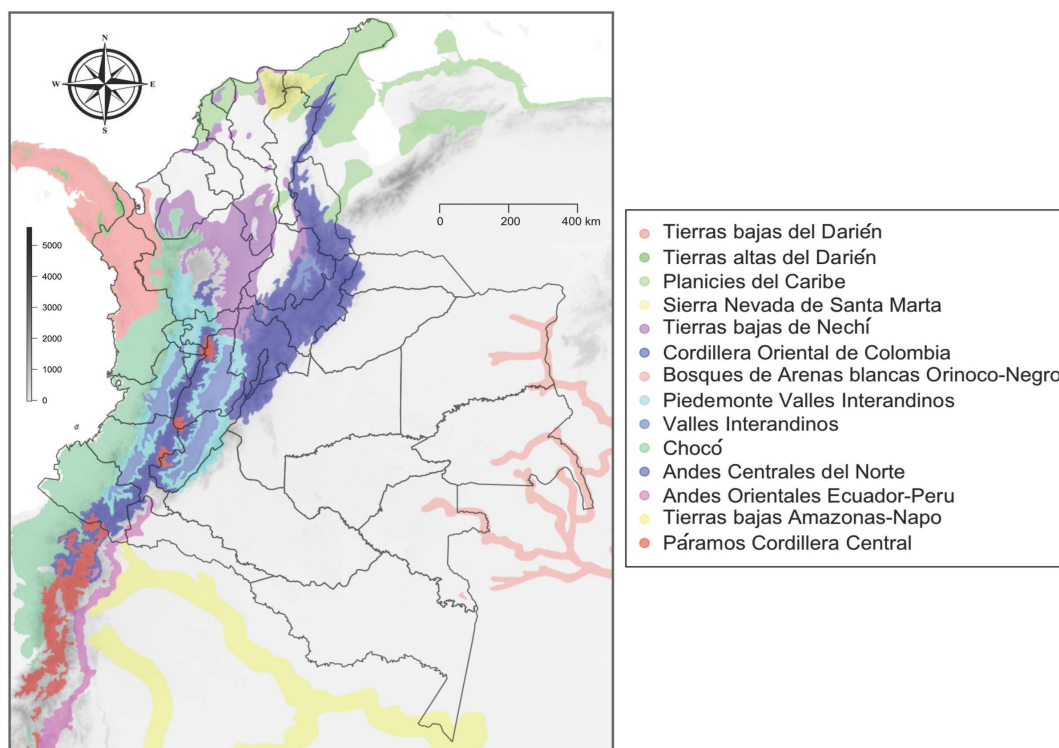 N
W E
S
0 200 400 km
5000
4000
3000
2000
1000
0
Tierras bajas del Darién
Tierras altas del Darién
Planicies del Caribe
Sierra Nevada de Santa Marta
Tierras bajas de Nechí
Cordillera Oriental de Colombia
Bosques de Arenas blancas Orinoco-Negro
Piedemonte Valles Interandinos
Valles Interandinos
Chocó
Andes Centrales del Norte
Andes Orientales Ecuador-Peru
Tierras bajas Amazonas-Napo
Páramos Cordillera Central